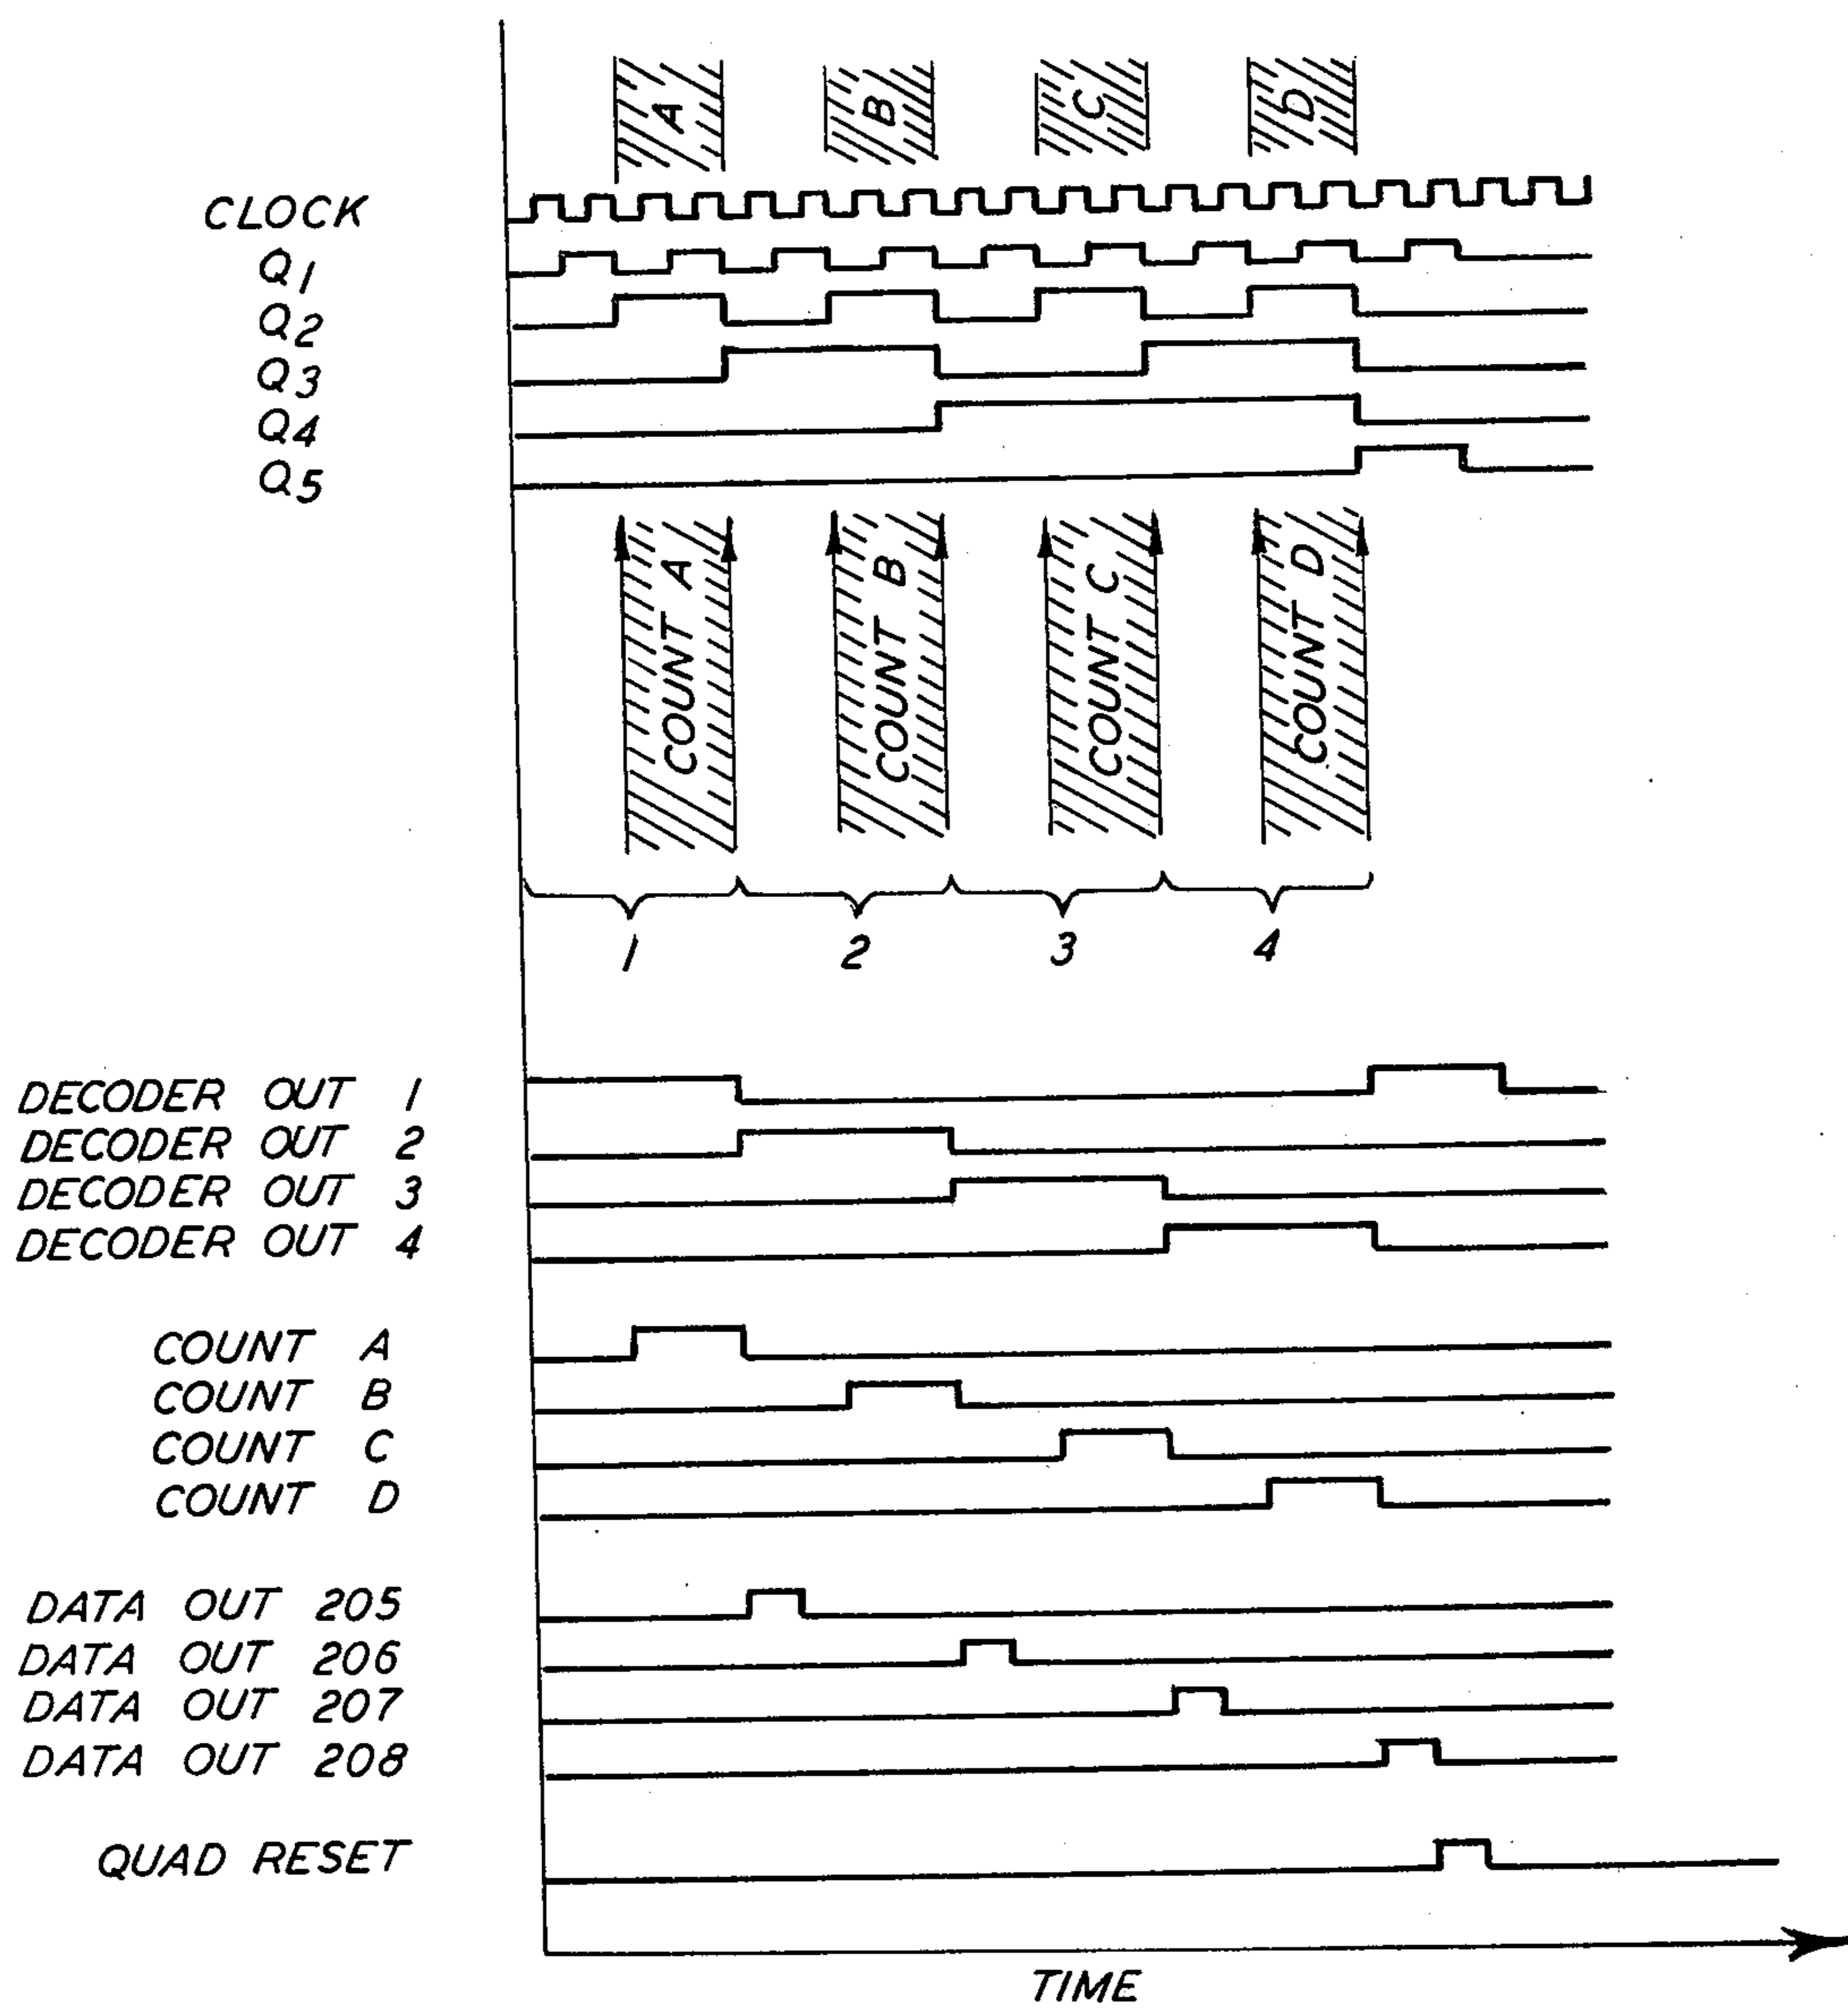 A B C D
CLOCK
Q1
Q2
Q3
Q4
Q5
COUNT A
COUNT B
COUNT C
COUNT D
1 2 3 4
DECODER OUT 1
DECODER OUT 2
DECODER OUT 3
DECODER OUT 4
COUNT A
COUNT B
COUNT C
COUNT D
DATA OUT 205
DATA OUT 206
DATA OUT 207
DATA OUT 208
QUAD RESET
TIME